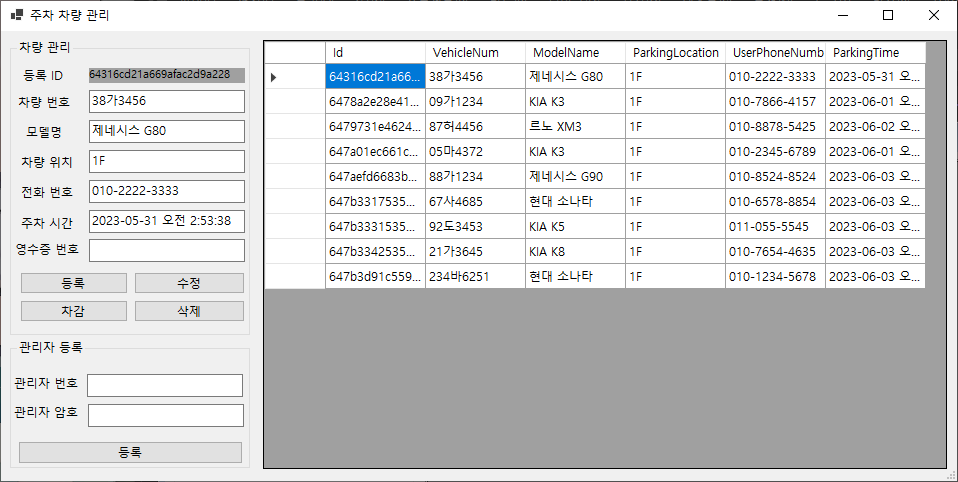 주차 차량 관리
차량 관리
등록 ID 64316cd21a669afac2d9a228
차량 번호 38가3456
모델명 제네시스 G80
차량 위치 1F
전화 번호 010-2222-3333
주차 시간 2023-05-31 오전 2:53:38
영수증 번호
등록 수정
차감 삭제
관리자 등록
관리자 번호
관리자 암호
등록
Id VehicleNum ModelName ParkingLocation UserPhoneNumb ParkingTime
64316cd21a66... 38가3456 제네시스 G80 1F 010-2222-3333 2023-05-31 오...
6478a2e28e41... 09가1234 KIA K3 1F 010-7866-4157 2023-06-01 오...
6479731e4624... 87허4456 르노 XM3 1F 010-8878-5425 2023-06-02 오...
647a01ec661c... 05마4372 KIA K3 1F 010-2345-6789 2023-06-01 오...
647aefd6683b... 88가1234 제네시스 G90 1F 010-8524-8524 2023-06-03 오...
647b3317535... 67사4685 현대 소나타 1F 010-6578-8854 2023-06-03 오...
647b3331535... 92도3453 KIA K5 1F 011-055-5545 2023-06-03 오...
647b3342535... 21가3645 KIA K8 1F 010-7654-4635 2023-06-03 오...
647b3d91c559... 234바6251 현대 소나타 1F 010-1234-5678 2023-06-03 오...